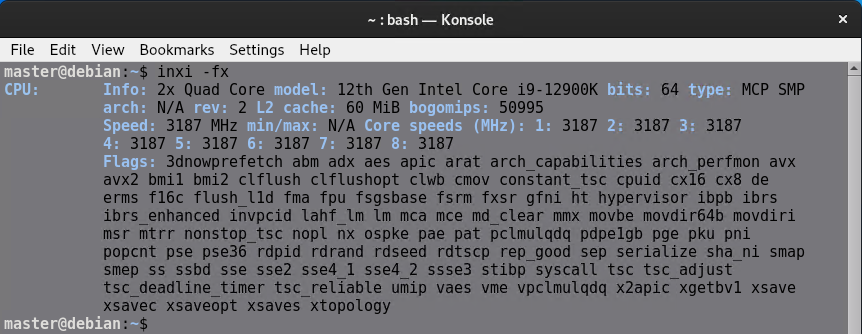 ~ : bash — Konsole
File Edit View Bookmarks Settings Help
master@debian:~$ inxi -fx
CPU: Info: 2x Quad Core model: 12th Gen Intel Core i9-12900K bits: 64 type: MCP SMP
arch: N/A rev: 2 L2 cache: 60 MiB bogomips: 50995
Speed: 3187 MHz min/max: N/A Core speeds (MHz): 1: 3187 2: 3187 3: 3187
4: 3187 5: 3187 6: 3187 7: 3187 8: 3187
Flags: 3dnowprefetch abm adx aes apic arat arch_capabilities arch_perfmon avx
avx2 bmi1 bmi2 clflush clflushopt clwb cmov constant_tsc cpuid cx16 cx8 de
erms f16c flush_l1d fma fpu fsgsbase fsrm fxsr gfni ht hypervisor ibpb ibrs
ibrs_enhanced invpcid lahf_lm lm mca mce md_clear mmx movbe movdir64b movdiri
msr mtrr nonstop_tsc nopl nx ospke pae pat pclmulqdq pdpe1gb pge pku pni
popcnt pse pse36 rdpid rdrand rdseed rdtscp rep_good sep serialize sha_ni smap
smep ss ssbd sse sse2 sse4_1 sse4_2 ssse3 stibp syscall tsc tsc_adjust
tsc_deadline_timer tsc_reliable umip vaes vme vpclmulqdq x2apic xgetbv1 xsave
xsavec xsaveopt xsaves xtopology
master@debian:~$